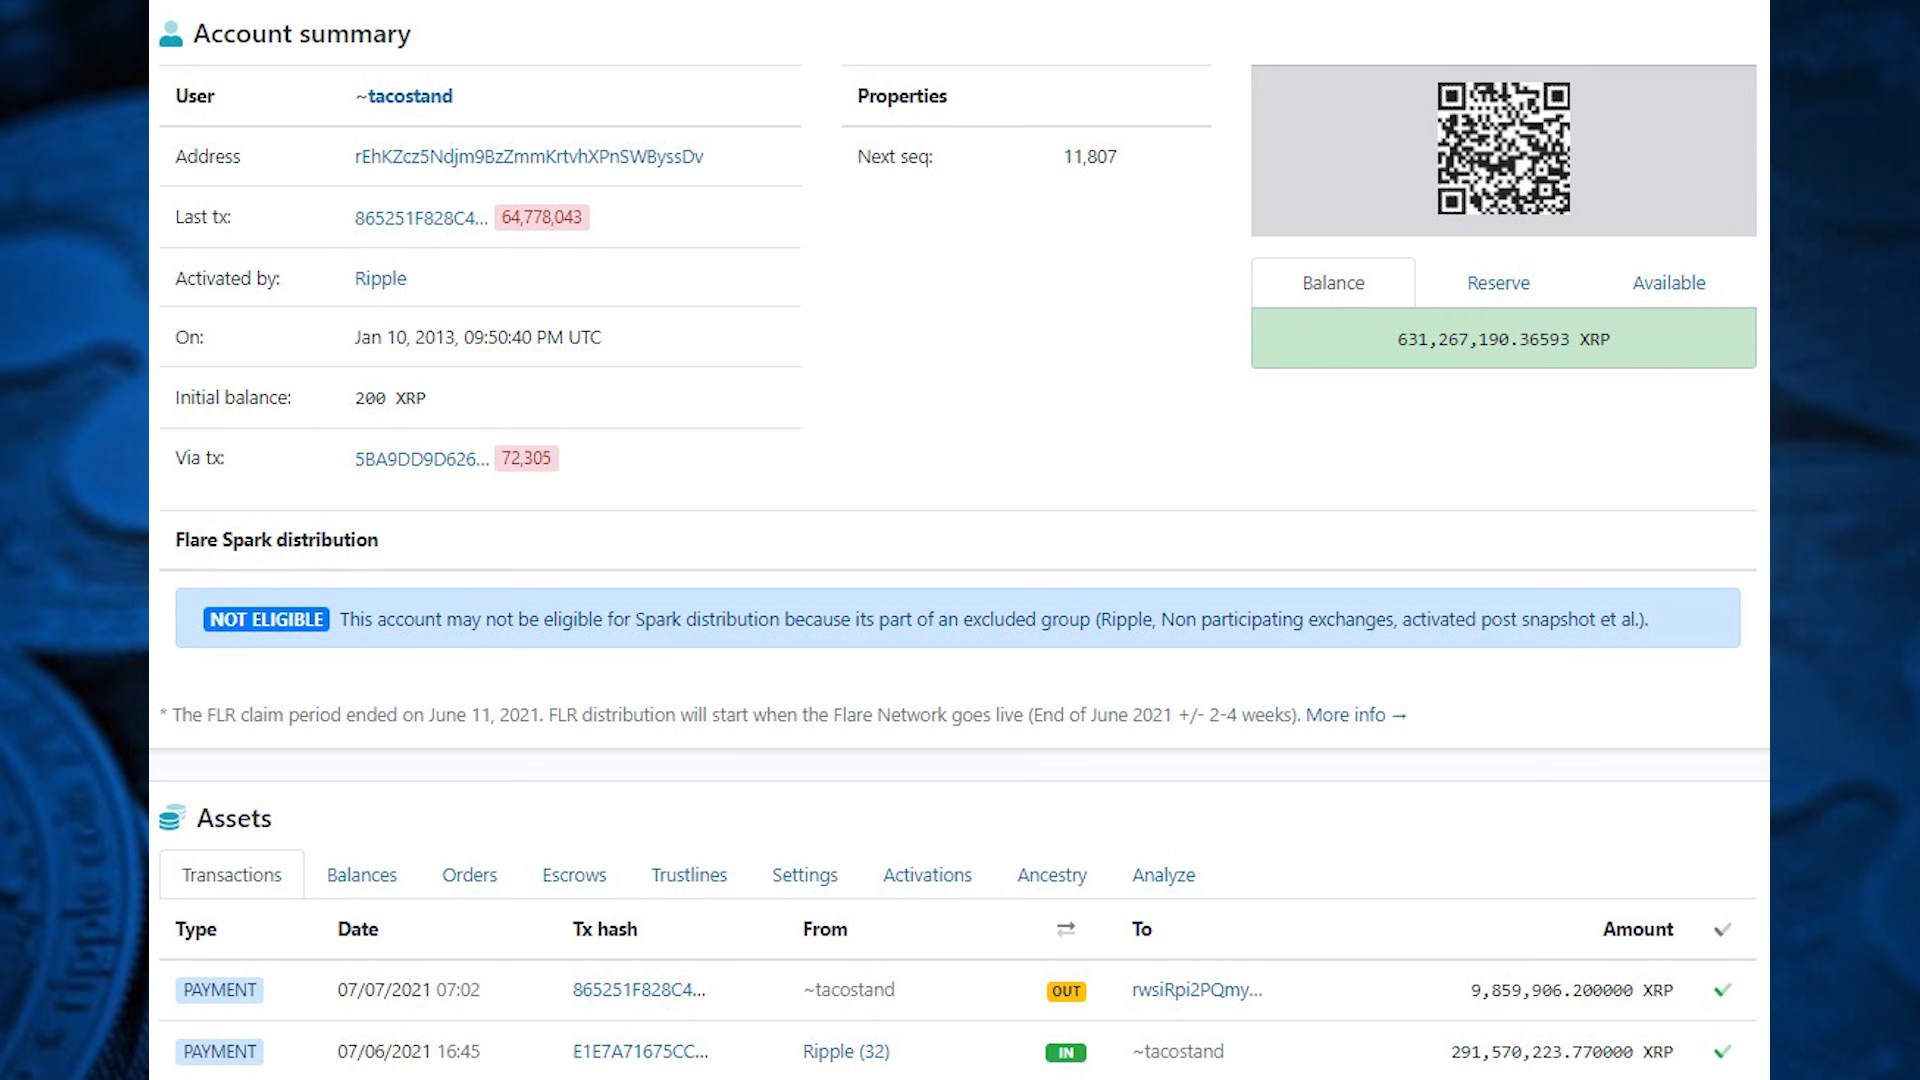 Account summary
User ~tacostand
Address rEhKZcz5Ndjm9BzZmmKrtvhXPnSWByssDv
Last tx: 865251F828C4... 64,778,043
Activated by: Ripple
On: Jan 10, 2013, 09:50:40 PM UTC
Initial balance: 200 XRP
Via tx: 5BA9DD9D626... 72,305
Properties
Next seq: 11,807
Balance Reserve Available
631,267,190.36593 XRP
Flare Spark distribution
NOT ELIGIBLE This account may not be eligible for Spark distribution because its part of an excluded group (Ripple, Non participating exchanges, activated post snapshot et al.).
* The FLR claim period ended on June 11, 2021. FLR distribution will start when the Flare Network goes live (End of June 2021 +/- 2-4 weeks). More info →
Assets
Transactions Balances Orders Escrows Trustlines Settings Activations Ancestry Analyze
Type Date Tx hash From To Amount
PAYMENT 07/07/2021 07:02 865251F828C4... ~tacostand OUT rwsiRpi2PQmy... 9,859,906.200000 XRP
PAYMENT 07/06/2021 16:45 E1E7A71675CC... Ripple (32) IN ~tacostand 291,570,223.770000 XRP
ripple